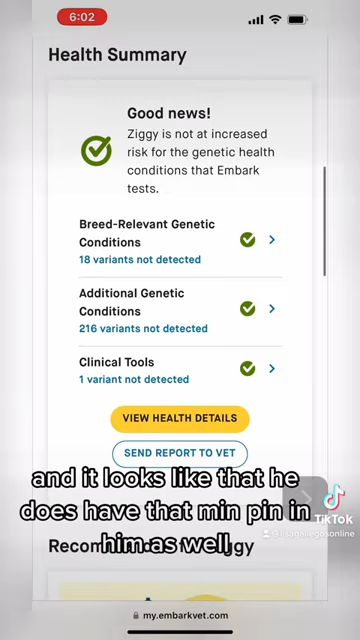 6:02
Health Summary
Good news!
Ziggy is not at increased
risk for the genetic health
conditions that Embark
tests.
Breed-Relevant Genetic
Conditions
18 variants not detected
Additional Genetic
Conditions
216 variants not detected
Clinical Tools
1 variant not detected
VIEW HEALTH DETAILS
SEND REPORT TO VET
and it looks like that he
does have that min pin in
him as well,
TikTok
my.embarkvet.com